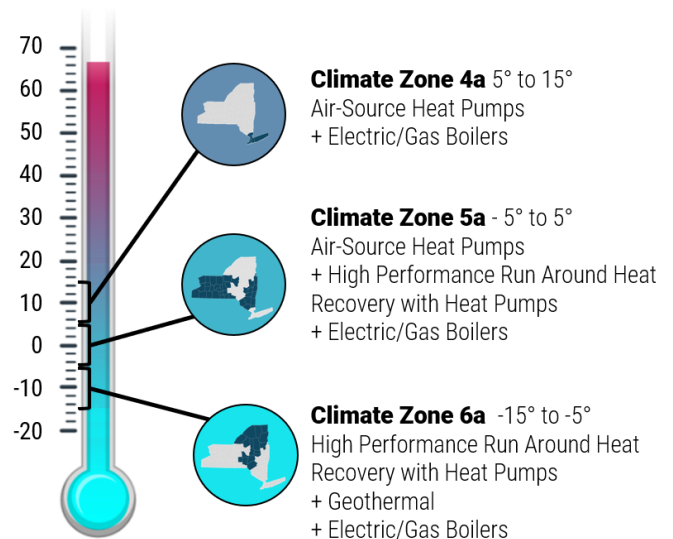 70
60
50
40
30
20
10
0
-10
-20
Climate Zone 4a 5° to 15°
Air-Source Heat Pumps
+ Electric/Gas Boilers
Climate Zone 5a - 5° to 5°
Air-Source Heat Pumps
+ High Performance Run Around Heat
Recovery with Heat Pumps
+ Electric/Gas Boilers
Climate Zone 6a -15° to -5°
High Performance Run Around Heat
Recovery with Heat Pumps
+ Geothermal
+ Electric/Gas Boilers